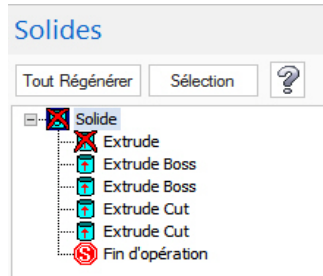 Solides
Tout Régénérer Sélection ?
Solide
Extrude
Extrude Boss
Extrude Boss
Extrude Cut
Extrude Cut
Fin d'opération